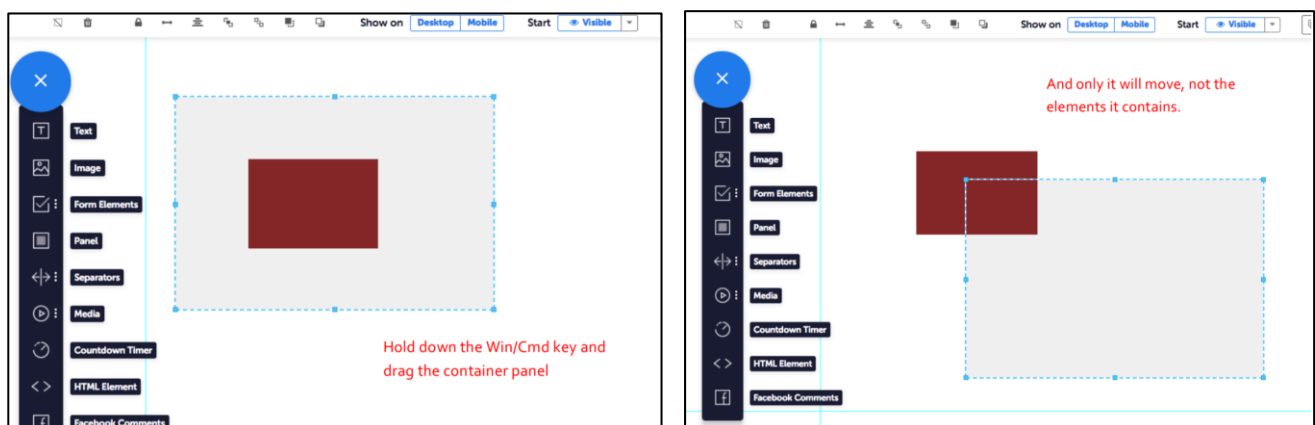 Show on Desktop Mobile Start Visible
Text
Image
Form Elements
Panel
Separators
Media
Countdown Timer
HTML Element
Facebook Comments
Hold down the Win/Cmd key and
drag the container panel
Show on Desktop Mobile Start Visible
Text
Image
Form Elements
Panel
Separators
Media
Countdown Timer
HTML Element
Facebook Comments
And only it will move, not the
elements it contains.